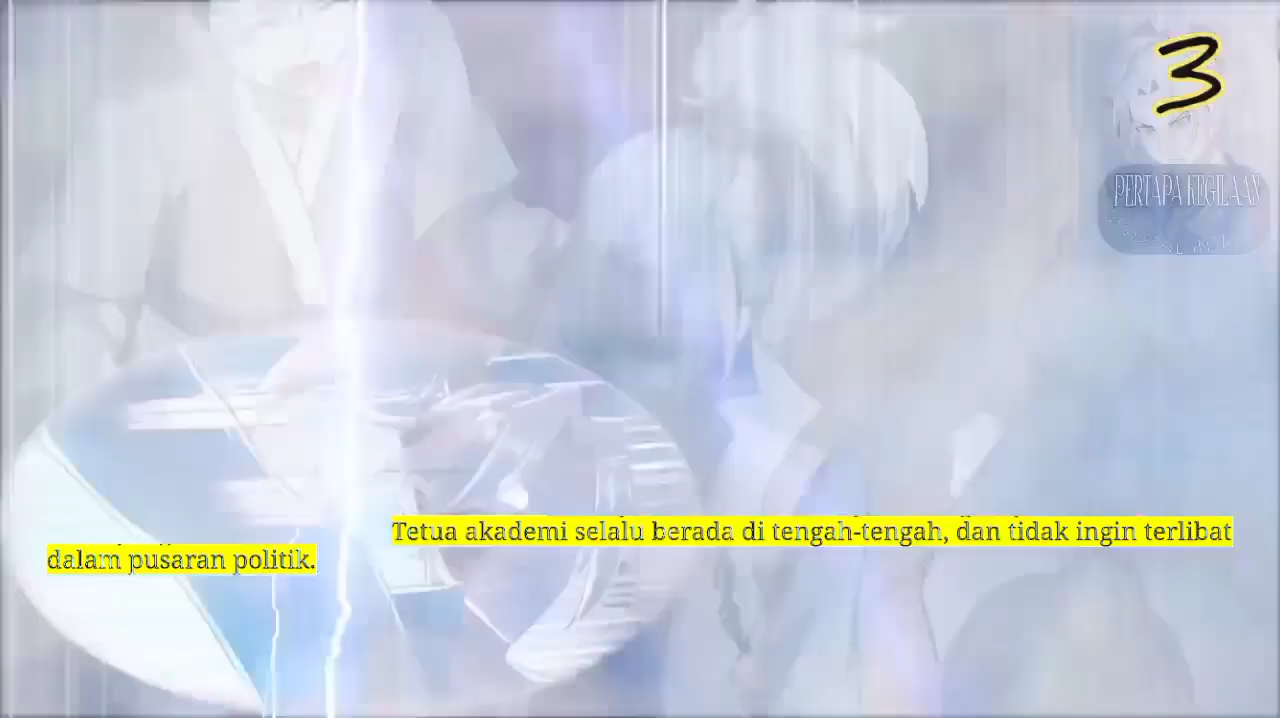 3
PERTAPA KEGILAAN
Tetua akademi selalu berada di tengah-tengah, dan tidak ingin terlibat
dalam pusaran politik.